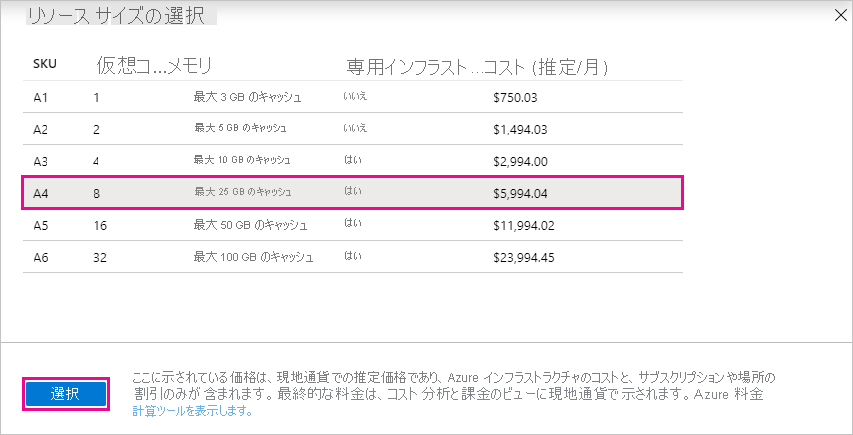 リソース サイズの選択
SKU 仮想コ...メモリ 専用インフラスト...コスト (推定/月)
A1 1 最大 3 GB のキャッシュ いいえ $750.03
A2 2 最大 5 GB のキャッシュ いいえ $1,494.03
A3 4 最大 10 GB のキャッシュ はい $2,994.00
A4 8 最大 25 GB のキャッシュ はい $5,994.04
A5 16 最大 50 GB のキャッシュ はい $11,994.02
A6 32 最大 100 GB のキャッシュ はい $23,994.45
選択
ここに示されている価格は、現地通貨での推定価格であり、Azure インフラストラクチャのコストと、サブスクリプションや場所の
割引のみが含まれます。最終的な料金は、コスト分析と課金のビューに現地通貨で示されます。Azure 料金
計算ツールを表示します。